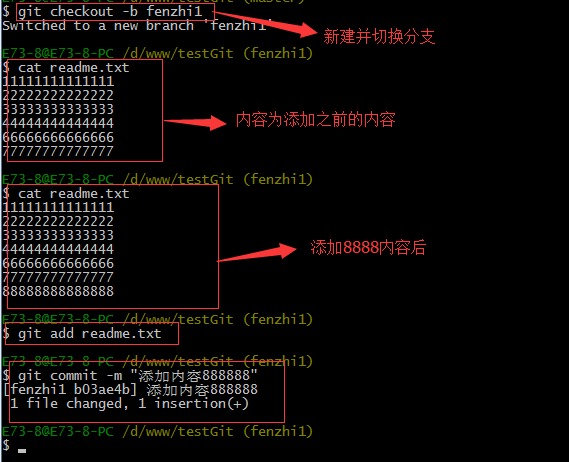 $ git checkout -b fenzhi1
Switched to a new branch 'fenzhi1'
新建并切换分支
E73-8@E73-8-PC /d/www/testGit (fenzhi1)
$ cat readme.txt
11111111111111
22222222222222
33333333333333
44444444444444
66666666666666
77777777777777
内容为添加之前的内容
E73-8@E73-8-PC /d/www/testGit (fenzhi1)
$ cat readme.txt
11111111111111
22222222222222
33333333333333
44444444444444
66666666666666
77777777777777
88888888888888
添加8888内容后
E73-8@E73-8-PC /d/www/testGit (fenzhi1)
$ git add readme.txt
E73-8@E73-8-PC /d/www/testGit (fenzhi1)
$ git commit -m "添加内容888888"
[fenzhi1 b03ae4b] 添加内容888888
1 file changed, 1 insertion(+)
E73-8@E73-8-PC /d/www/testGit (fenzhi1)
$